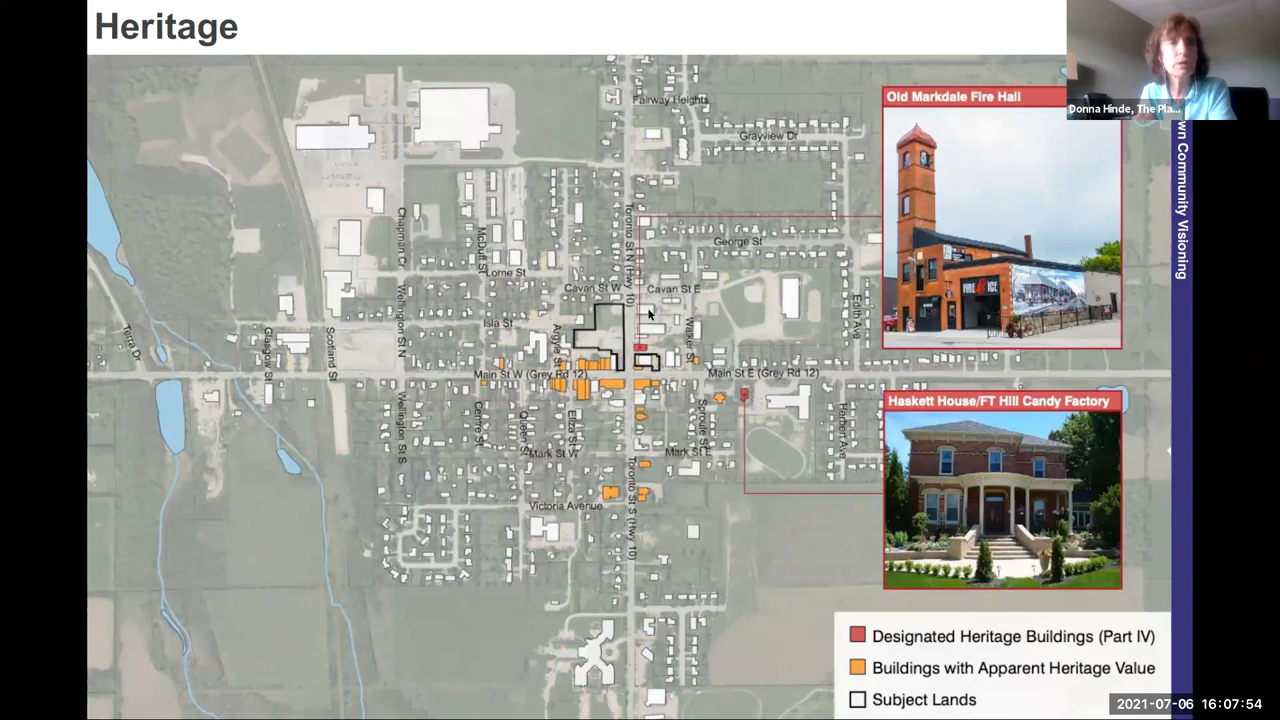 Heritage
Donna Hinde, The Pla...
wn Community Visioning
Old Markdale Fire Hall
FIRE ICE
Haskett House/FT Hill Candy Factory
Fairway Heights
Grayview Dr
Toronto St N (Hwy 10)
George St
Chapman Cr
McDuff St
Lorne St
Cavan St W
Cavan St E
Wellington St N
Isla St
Argyle St
Walker St
Edith Ave
Terra Dr
Glasgow St
Scotland St
Main St W (Grey Rd 12)
Main St E (Grey Rd 12)
Wellington St S
Centre St
Queen St
Eliza St
Sproule St
Herbert Ave
Mark St W
Mark St E
Toronto St S (Hwy 10)
Victoria Avenue
Designated Heritage Buildings (Part IV)
Buildings with Apparent Heritage Value
Subject Lands
2021-07-06 16:07:54